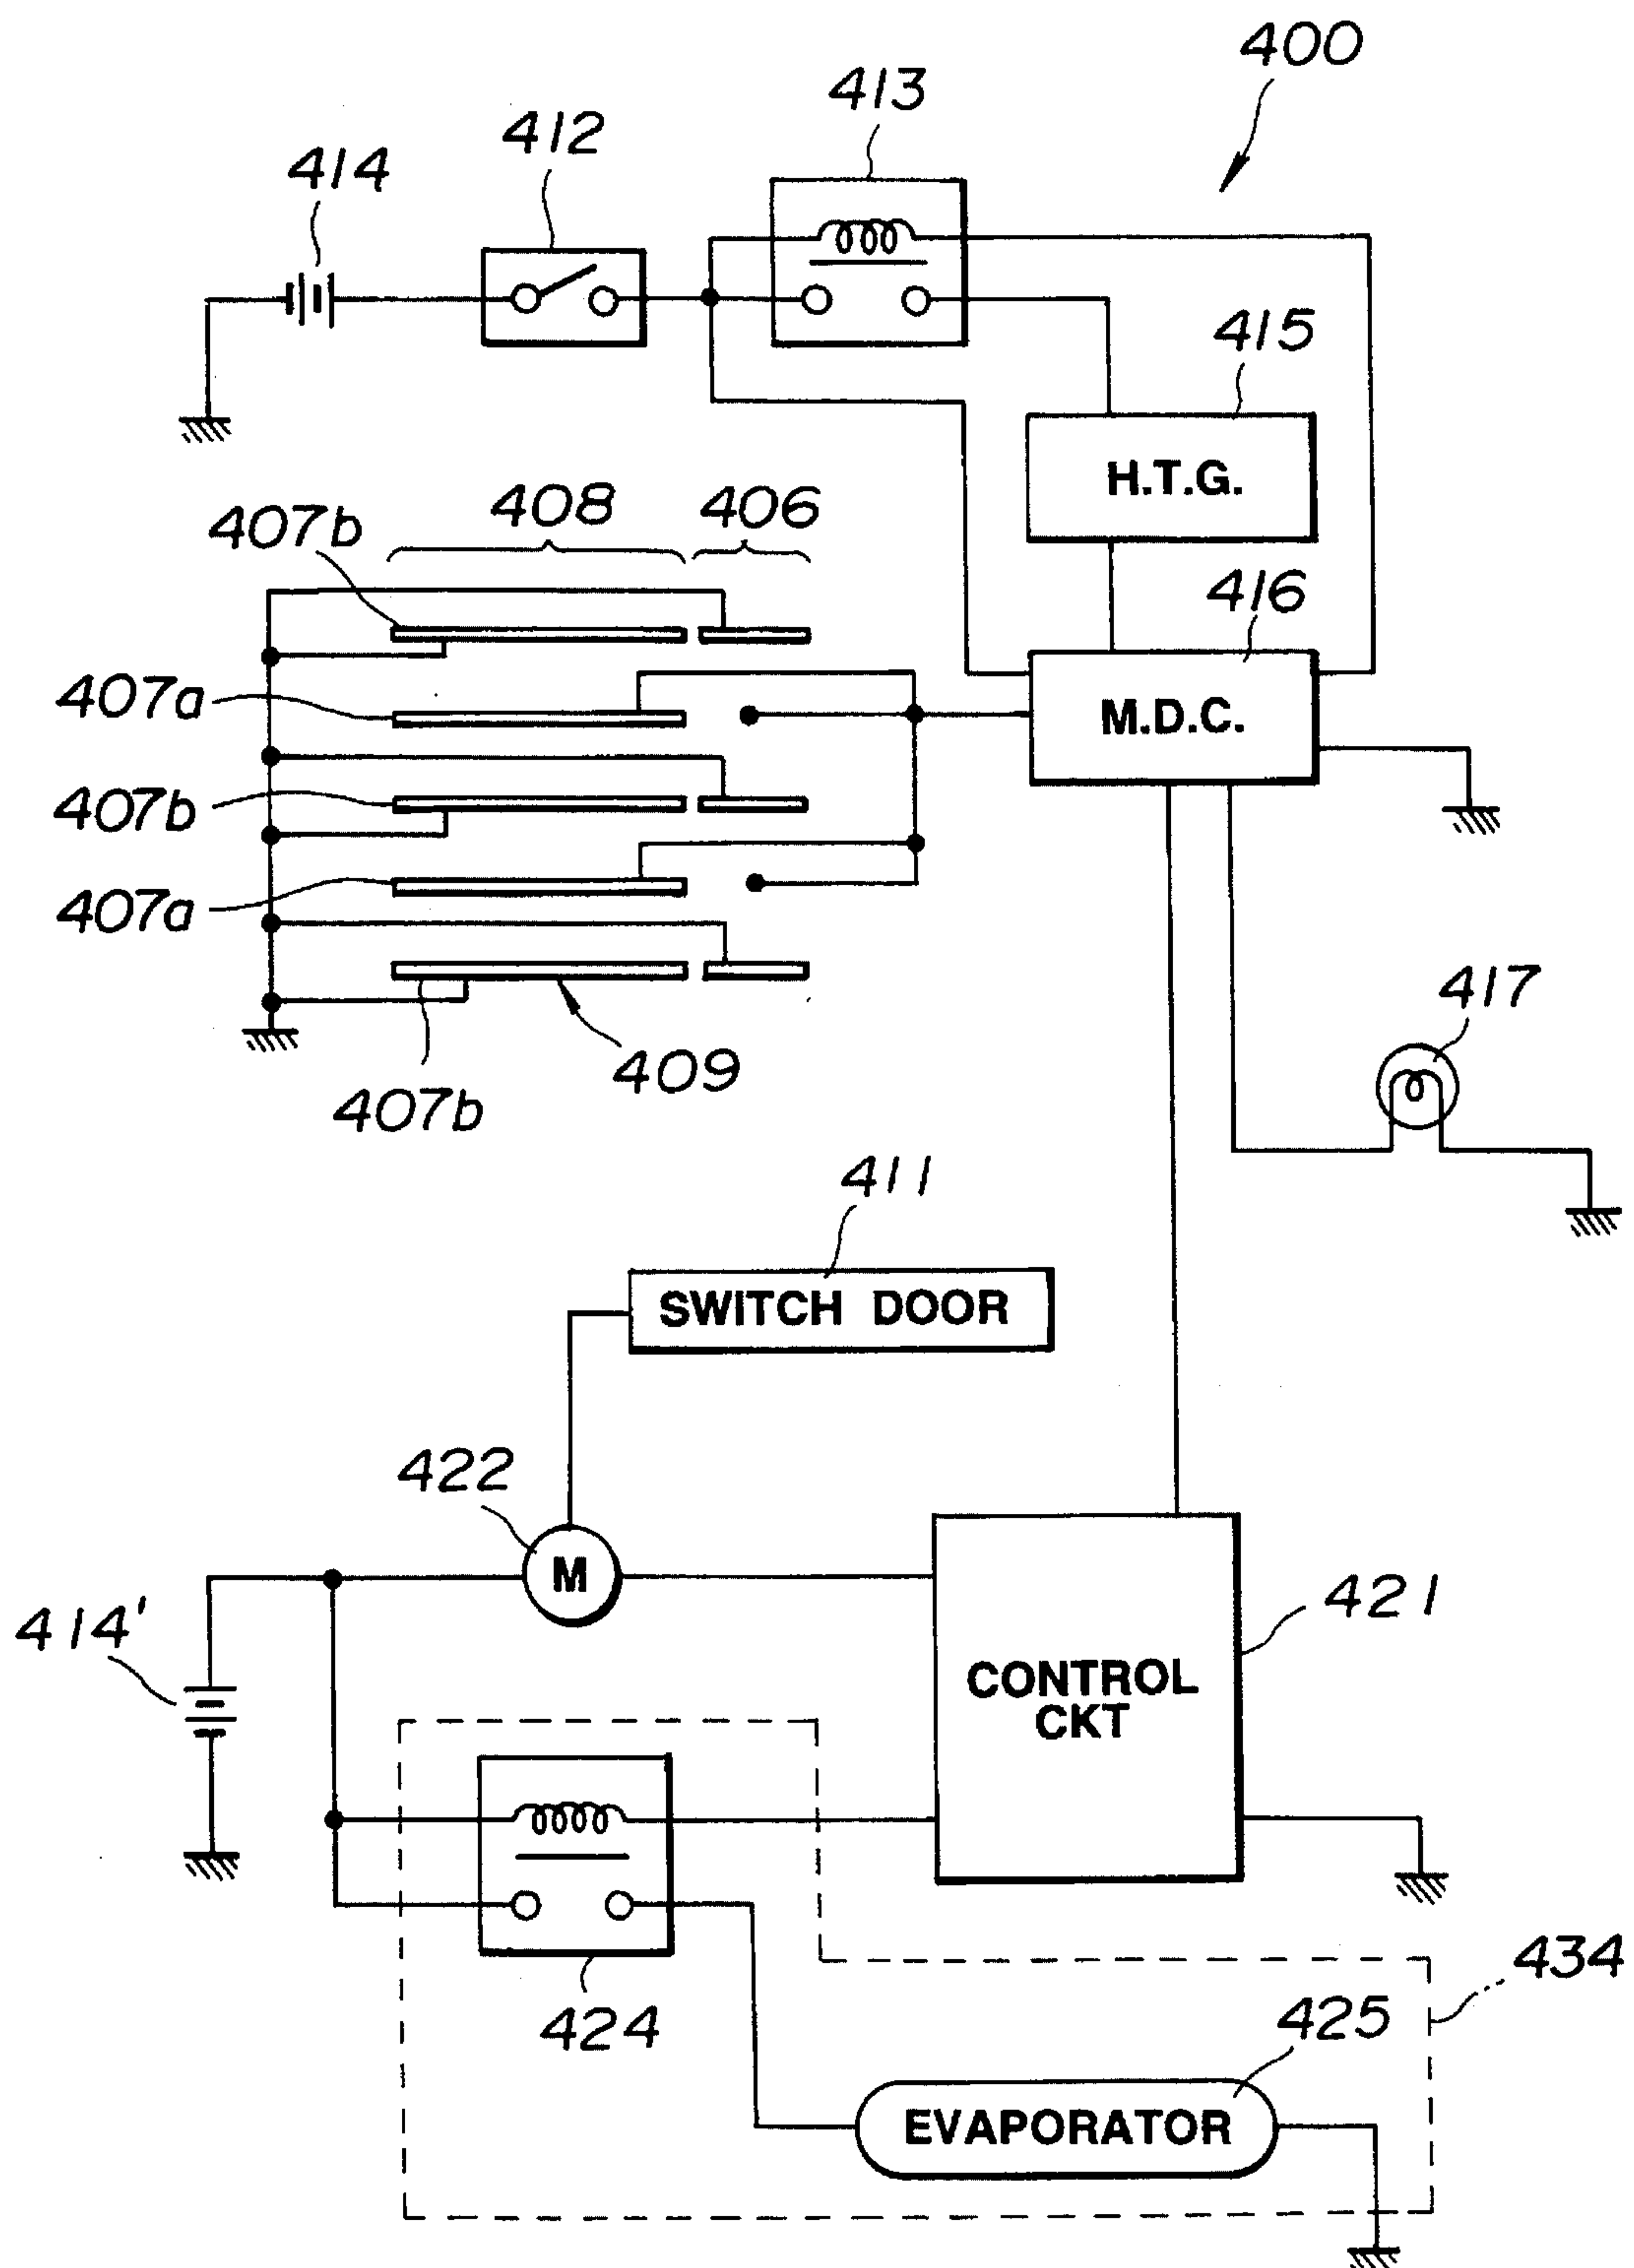 400
413
412
414
415
H.T.G.
408
406
407b
416
407a
M.D.C.
407b
407a
417
409
407b
411
SWITCH DOOR
422
M
421
414'
CONTROL
CKT
434
424
425
EVAPORATOR